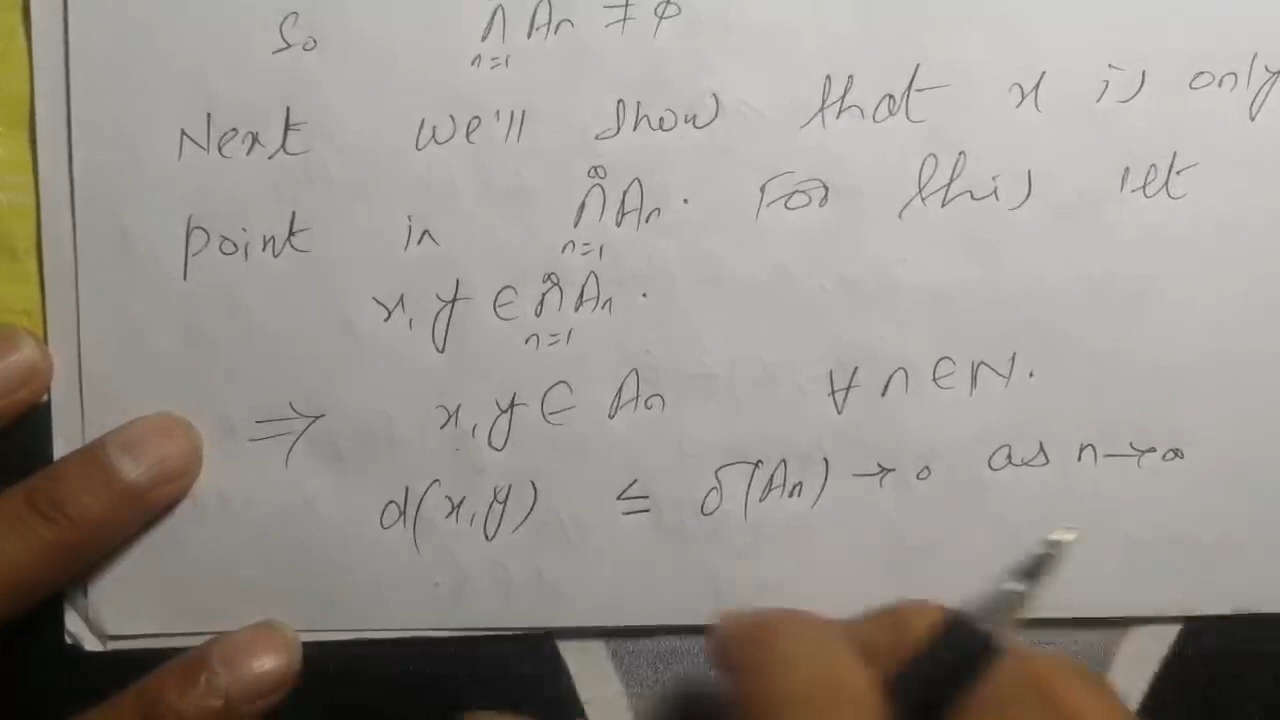 So ∩ An ≠ φ
n=1
Next we'll show that x is only
point in ∞∩n=1 An. For this let
x, y ∈ ∞∩n=1 An.
⇒ x, y ∈ An ∀ n ∈ N.
d(x, y) ≤ δ(An) → 0 as n → ∞